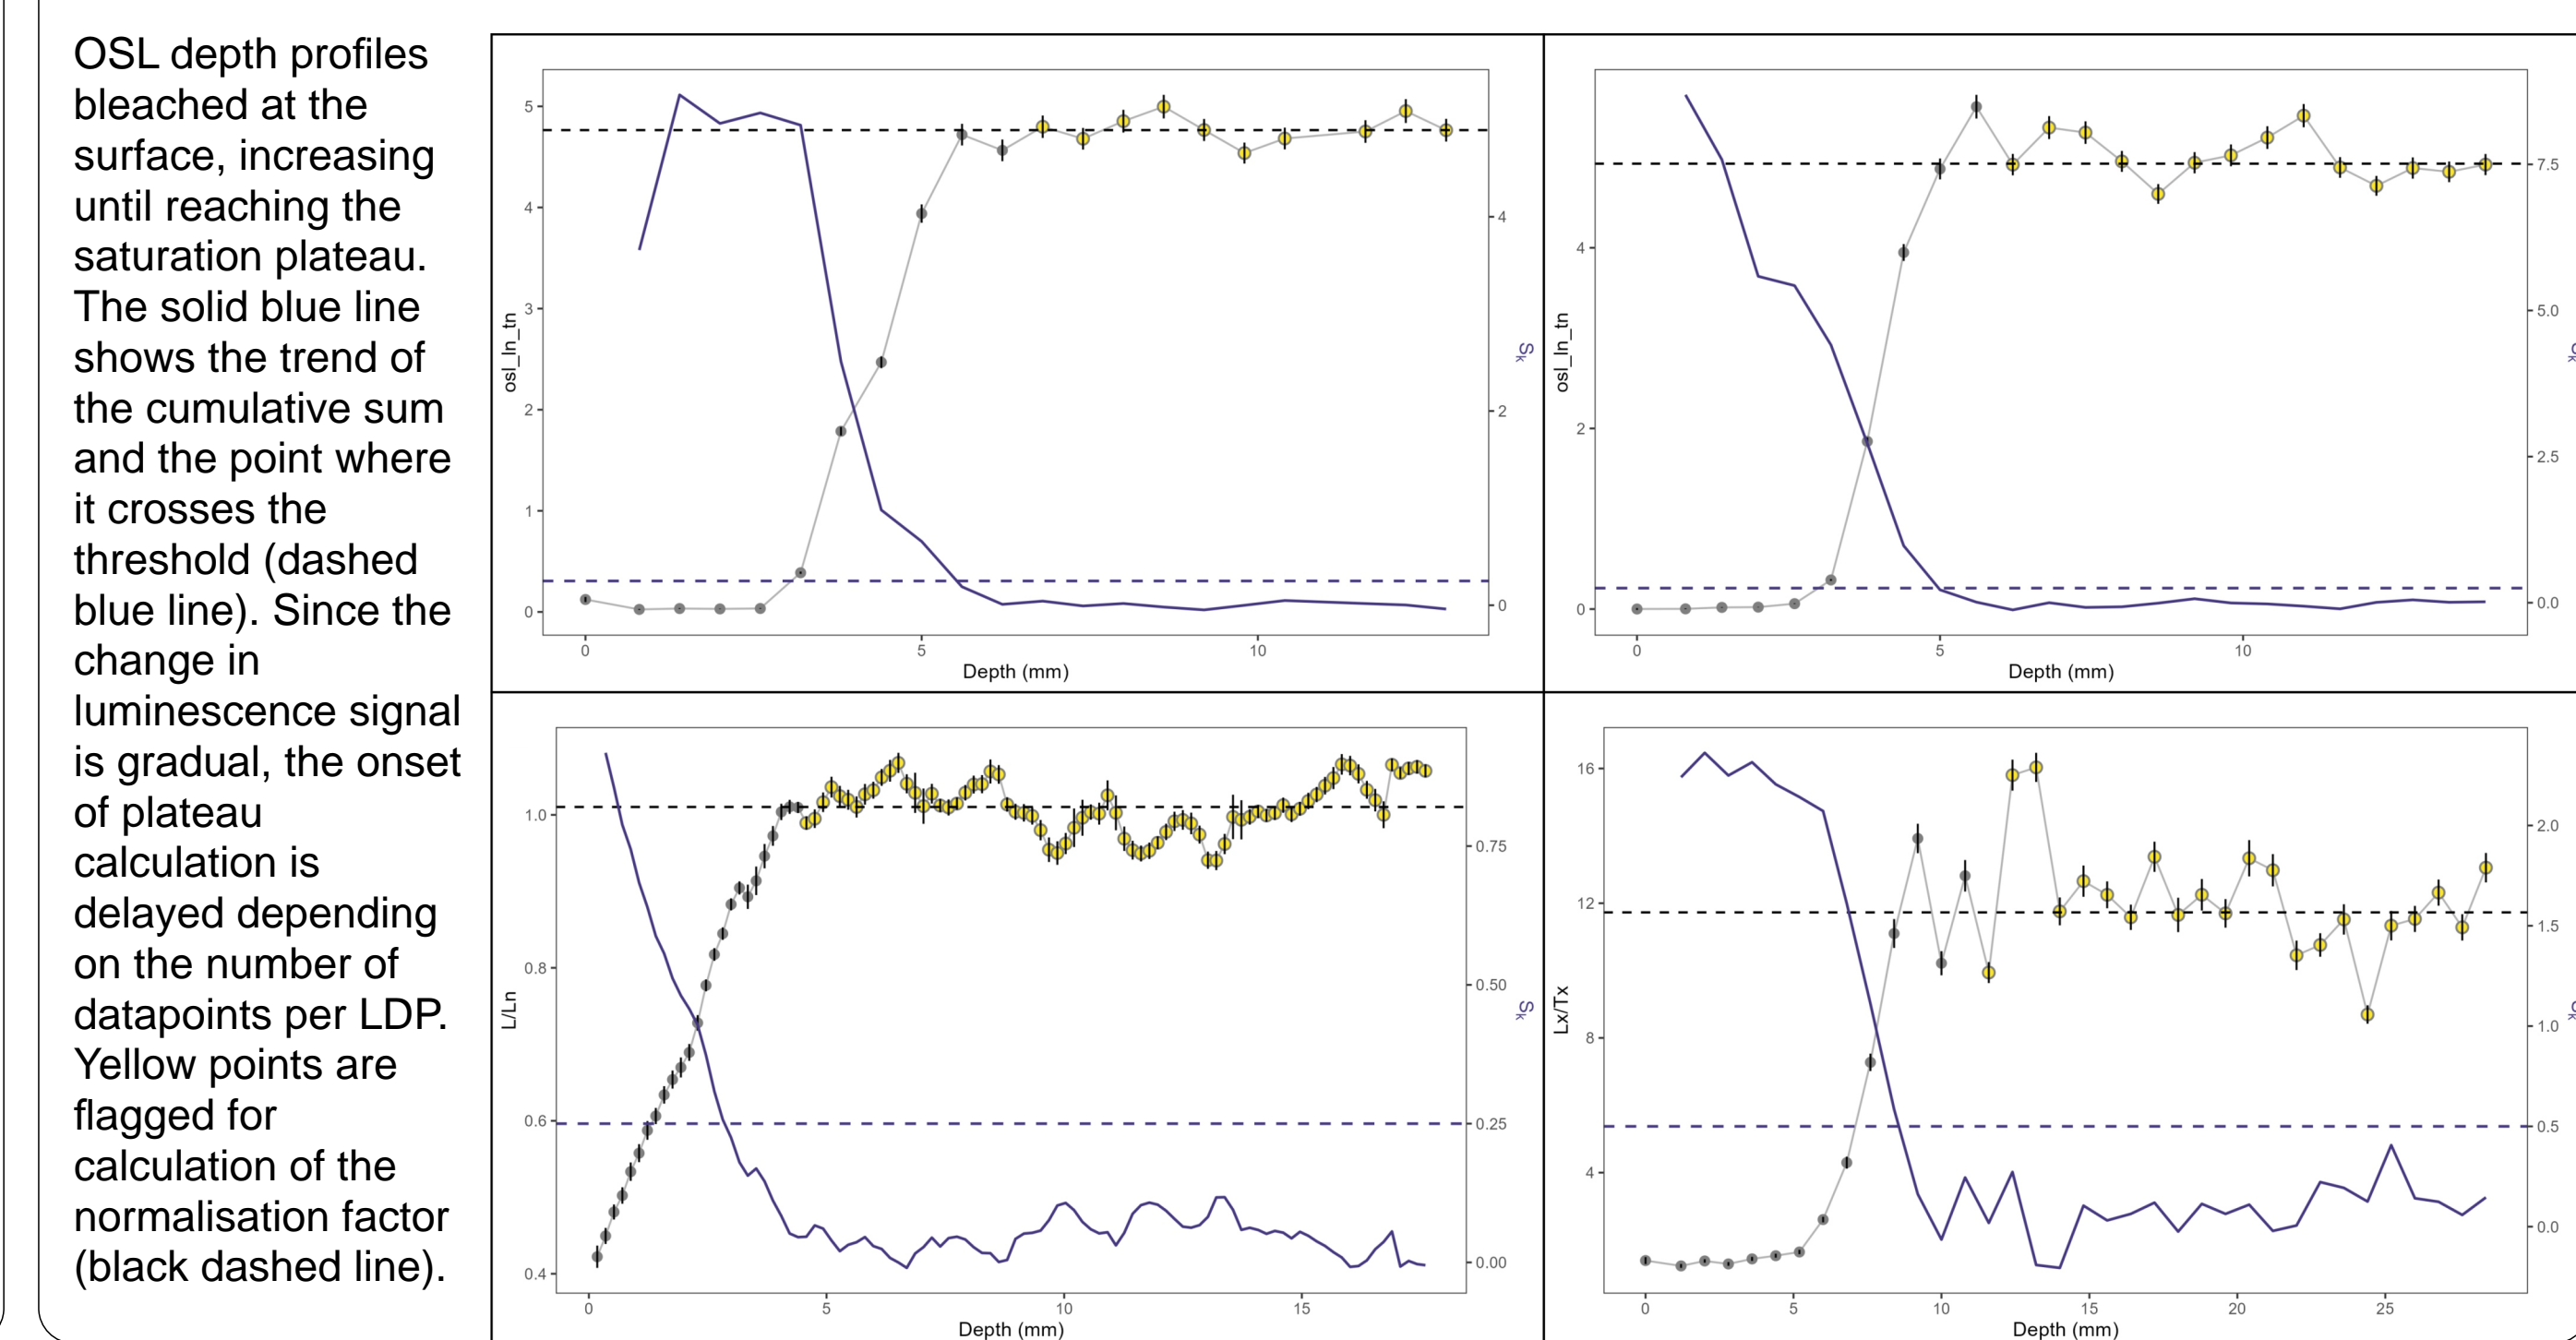 OSL depth profiles
bleached at the
surface, increasing
until reaching the
saturation plateau.
The solid blue line
shows the trend of
the cumulative sum
and the point where
it crosses the
threshold (dashed
blue line). Since the
change in
luminescence signal
is gradual, the onset
of plateau
calculation is
delayed depending
on the number of
datapoints per LDP.
Yellow points are
flagged for
calculation of the
normalisation factor
(black dashed line).
osl_ln_tn
5
4
3
2
1
0
0
5
10
Depth (mm)
4
2
0
Sk
osl_ln_tn
4
2
0
0
5
10
Depth (mm)
7.5
5.0
2.5
0.0
L/Ln
1.0
0.8
0.6
0.4
0
5
10
15
Depth (mm)
0.75
0.50
0.25
0.00
Sk
Lx/Tx
16
12
8
4
0
5
10
15
20
25
Depth (mm)
2.0
1.5
1.0
0.5
0.0